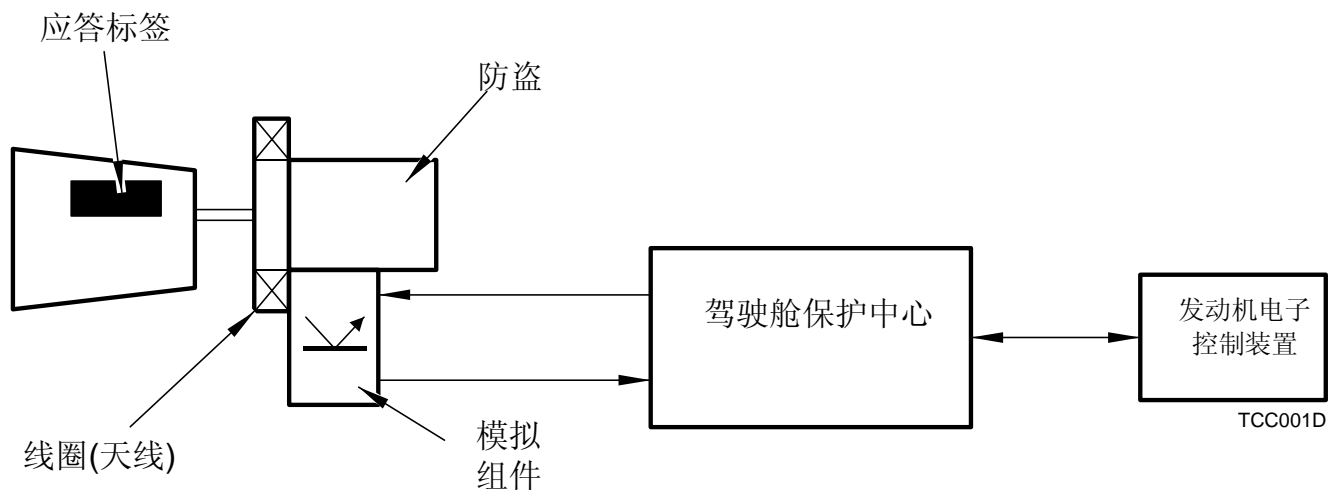 应答标签
防盗
驾驶舱保护中心
发动机电子
控制装置
TCC001D
线圈(天线)
模拟
组件